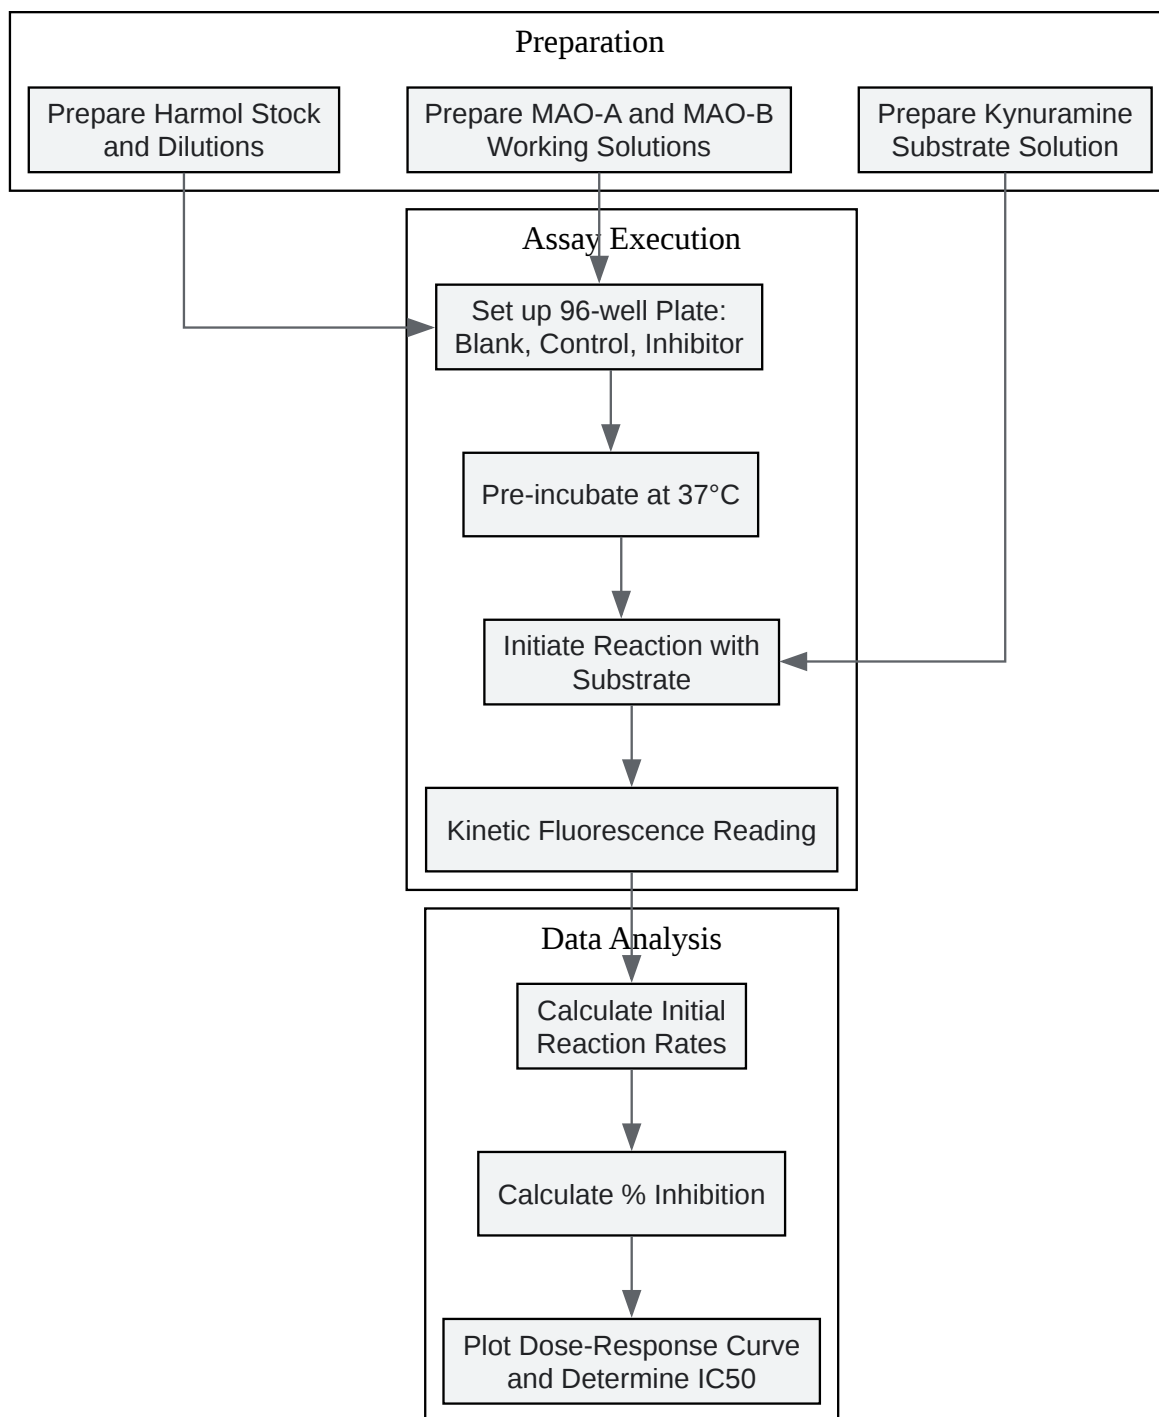 Preparation
Prepare Harmol Stock
and Dilutions
Prepare MAO-A and MAO-B
Working Solutions
Prepare Kynuramine
Substrate Solution
Assay Execution
Set up 96-well Plate:
Blank, Control, Inhibitor
Pre-incubate at 37°C
Initiate Reaction with
Substrate
Kinetic Fluorescence Reading
Data Analysis
Calculate Initial
Reaction Rates
Calculate % Inhibition
Plot Dose-Response Curve
and Determine IC50